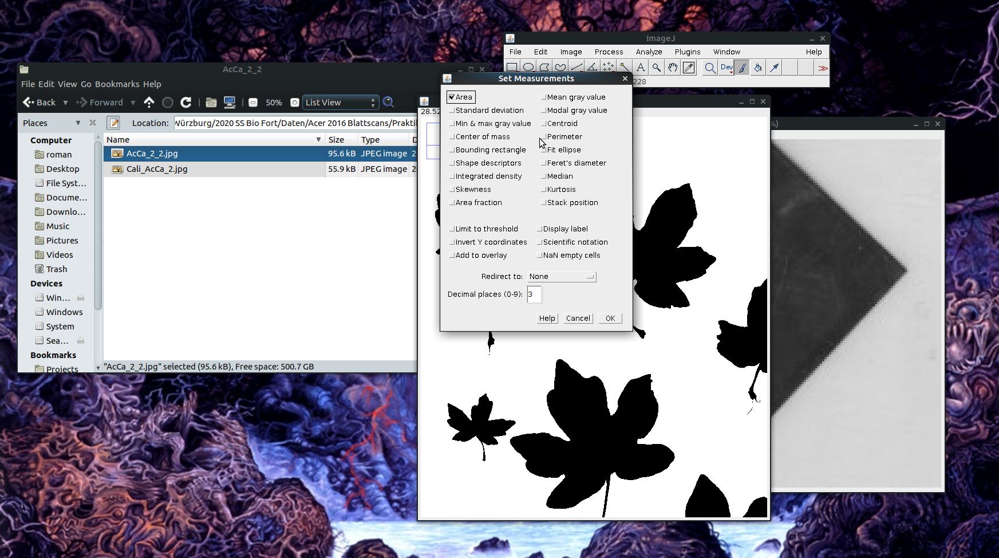 ImageJ
File Edit Image Process Analyze Plugins Window Help
Dev
228
AcCa_2_2
File Edit View Go Bookmarks Help
Back Forward 50% List View
Places
Location: Würzburg/2020 SS Bio Fort/Daten/Acer 2016 Blattscans/Prakti
Name Size Type D
AcCa_2_2.jpg 95.6 kB JPEG image 2
Cali_AcCa_2.jpg 55.9 kB JPEG image 2
Computer
roman
Desktop
File Syst...
Docume...
Downlo...
Music
Pictures
Videos
Trash
Devices
Win...
Windows
System
Sea...
Bookmarks
Projects
"AcCa_2_2.jpg" selected (95.6 kB), Free space: 500.7 GB
28.52
%)
Set Measurements
Area Mean gray value
Standard deviation Modal gray value
Min & max gray value Centroid
Center of mass Perimeter
Bounding rectangle Fit ellipse
Shape descriptors Feret's diameter
Integrated density Median
Skewness Kurtosis
Area fraction Stack position
Limit to threshold Display label
Invert Y coordinates Scientific notation
Add to overlay NaN empty cells
Redirect to: None
Decimal places (0-9): 3
Help Cancel OK